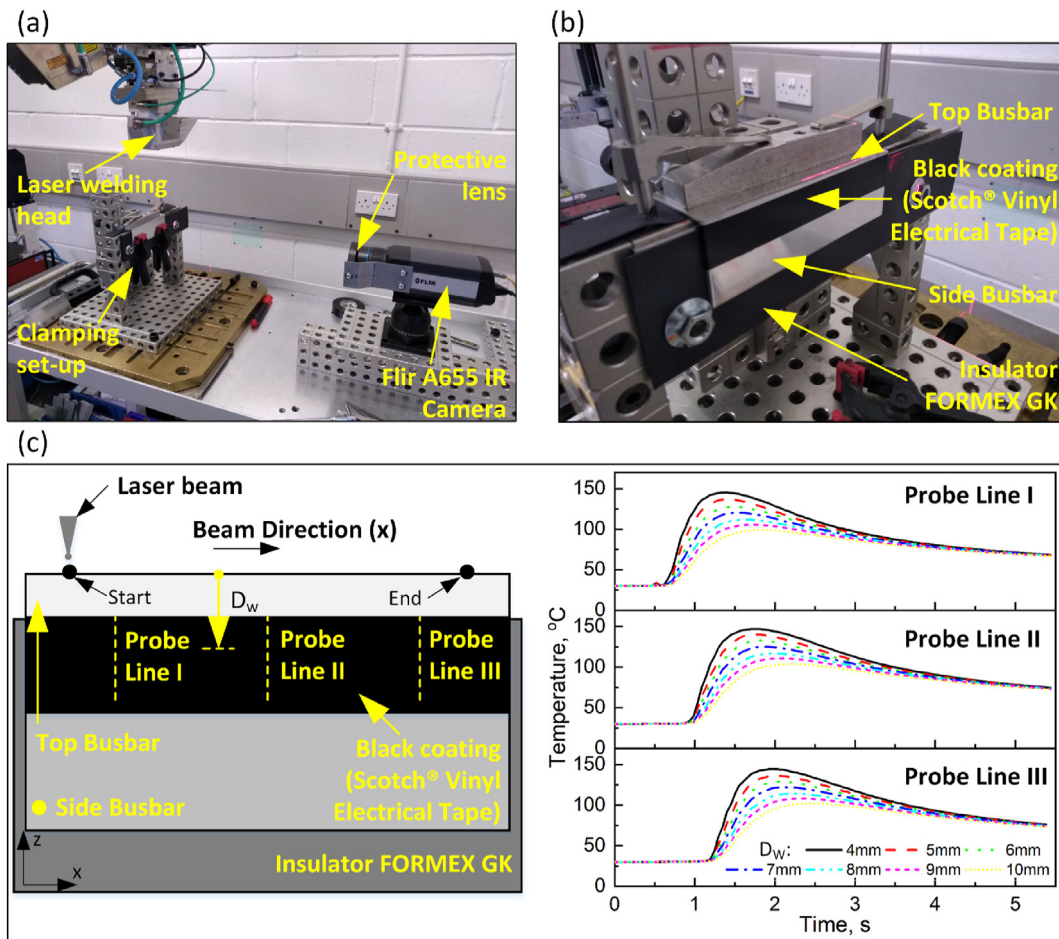 (a)
Laser welding
head
Protective
lens
Clamping
set-up
FLIR
Flir A655 IR
Camera
(b)
Top Busbar
Black coating
(Scotch® Vinyl
Electrical Tape)
Side Busbar
Insulator
FORMEX GK
(c)
Laser beam
Beam Direction (x)
Start
End
D_w
Probe
Line I
Probe
Line II
Probe
Line III
Top Busbar
Black coating
(Scotch® Vinyl
Electrical Tape)
Side Busbar
z
x
Insulator FORMEX GK
Temperature, °C
Probe Line I
150
100
50
Probe Line II
150
100
50
Probe Line III
150
100
50
0
D_W: 4mm 5mm 6mm
7mm 8mm 9mm 10mm
0 1 2 3 4 5
Time, s